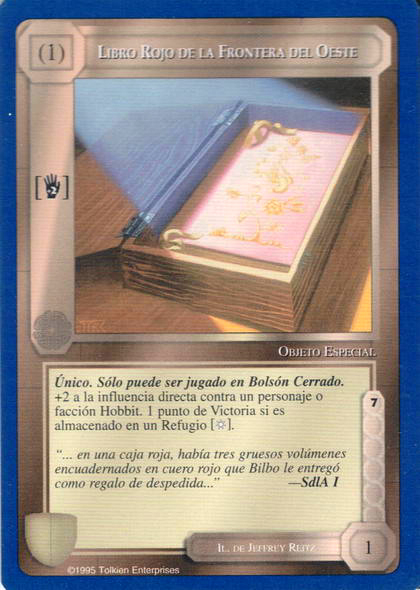 (1)
LIBRO ROJO DE LA FRONTERA DEL OESTE
[ ]
OBJETO ESPECIAL
Único. Sólo puede ser jugado en Bolsón Cerrado.
+2 a la influencia directa contra un personaje o
facción Hobbit. 1 punto de Victoria si es
almacenado en un Refugio [☼].
7
"... en una caja roja, había tres gruesos volúmenes
encuadernados en cuero rojo que Bilbo le entregó
como regalo de despedida..." —SdlA I
IL. DE JEFFREY REITZ
1
©1995 Tolkien Enterprises